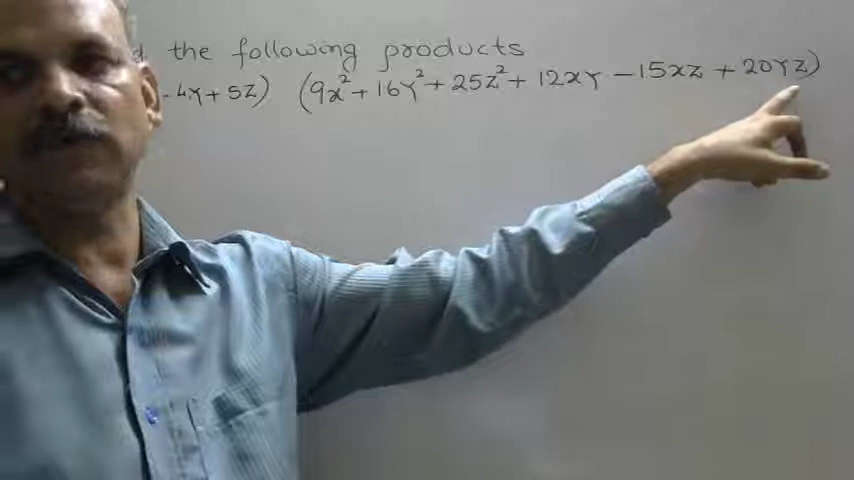 the following products
- 4y + 5z) (9x² + 16y² + 25z² + 12xy - 15xz + 20yz)